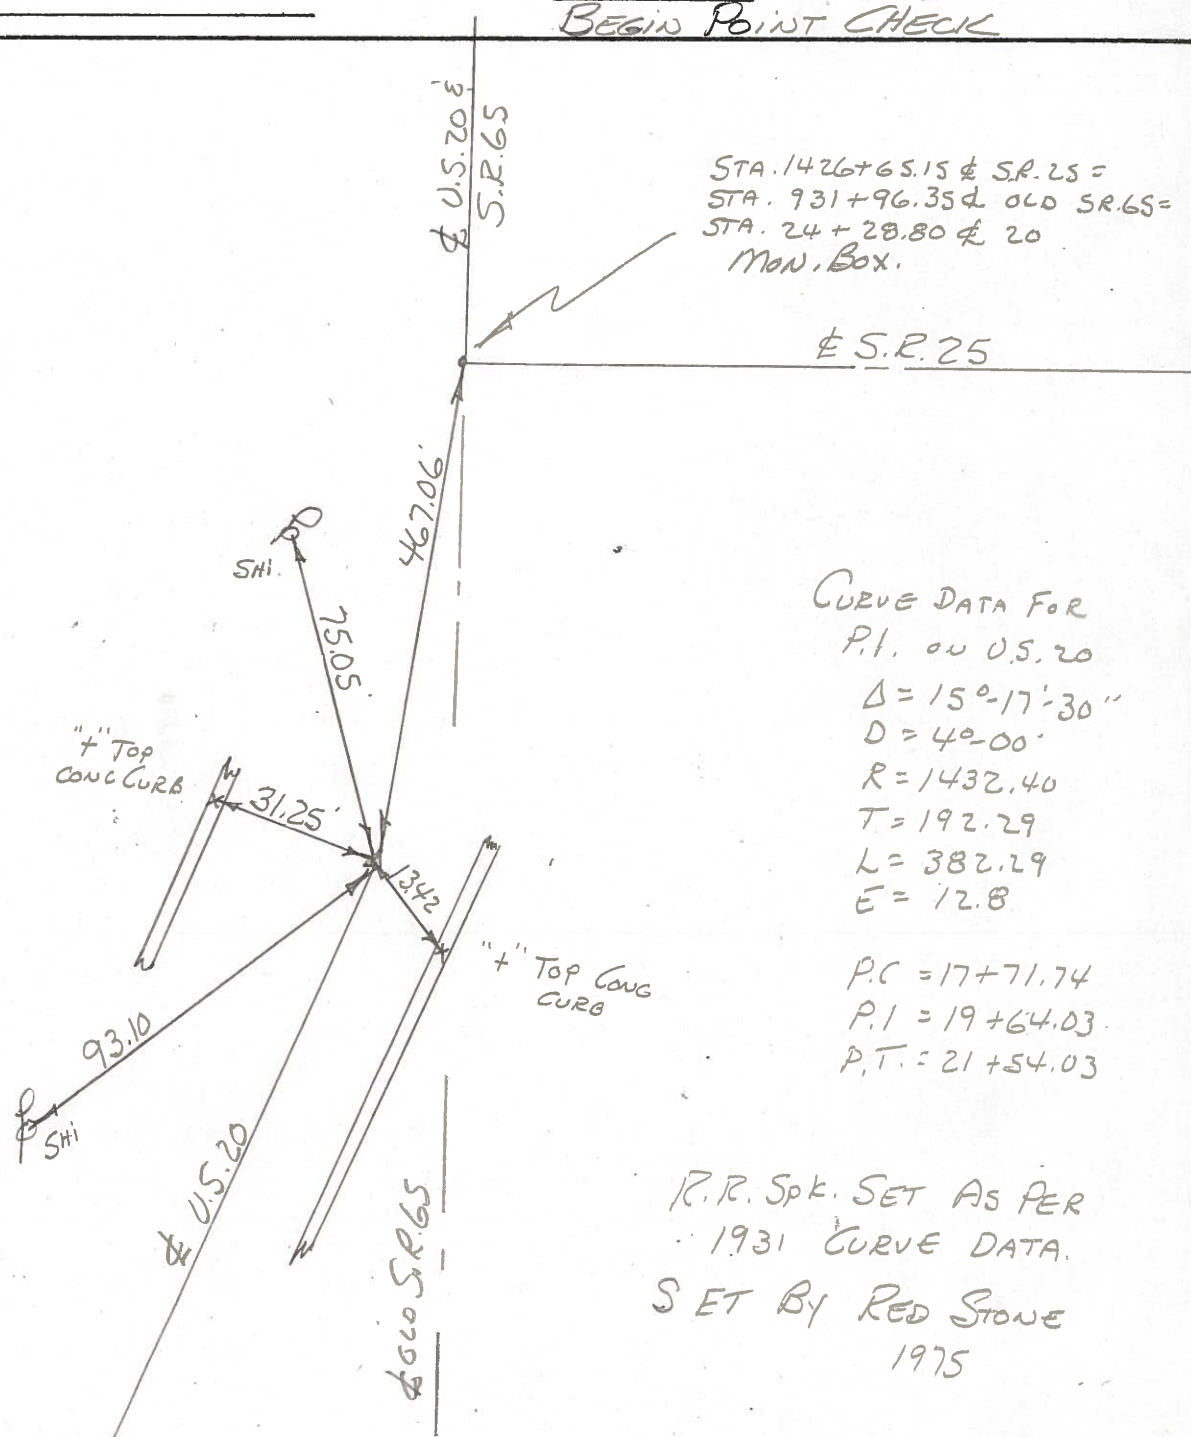 BEGIN POINT CHECK
℄ U.S. 20 &
S.R. 65
STA. 1426+65.15 ℄ S.R. 25 =
STA. 931+96.35 ℄ OLD SR. 65 =
STA. 24+28.80 ℄ 20
MON. BOX.
℄ S.R. 25
467.06'
SHI.
75.05'
"+" TOP
CONC CURB
31.25'
13.42
"+" TOP CONC
CURB
93.10
SHI
℄ U.S. 20
℄ OLD S.R. 65
CURVE DATA FOR
P.I. ON U.S. 20
Δ = 15°-17'-30"
D = 4°-00'
R = 1432.40
T = 192.29
L = 382.29
E = 12.8
P.C = 17+71.74
P.I = 19+64.03
P.T. = 21+54.03
R.R. SPK. SET AS PER
1931 CURVE DATA.
SET BY RED STONE
1975